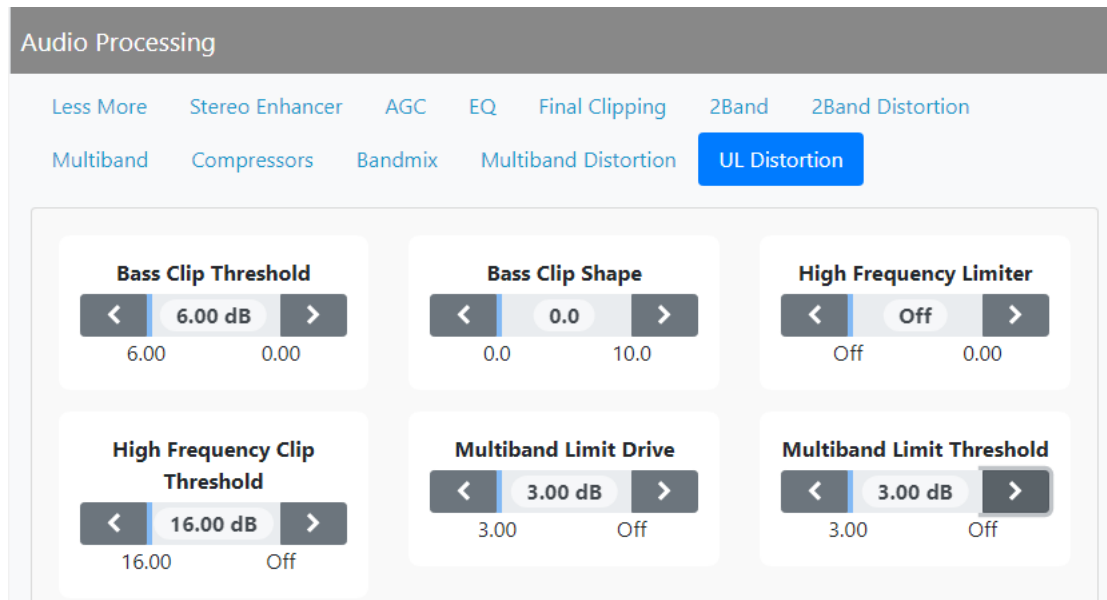 Audio Processing
Less More Stereo Enhancer AGC EQ Final Clipping 2Band 2Band Distortion
Multiband Compressors Bandmix Multiband Distortion UL Distortion
Bass Clip Threshold
6.00 dB
6.00 0.00
Bass Clip Shape
0.0
0.0 10.0
High Frequency Limiter
Off
Off 0.00
High Frequency Clip
Threshold
16.00 dB
16.00 Off
Multiband Limit Drive
3.00 dB
3.00 Off
Multiband Limit Threshold
3.00 dB
3.00 Off